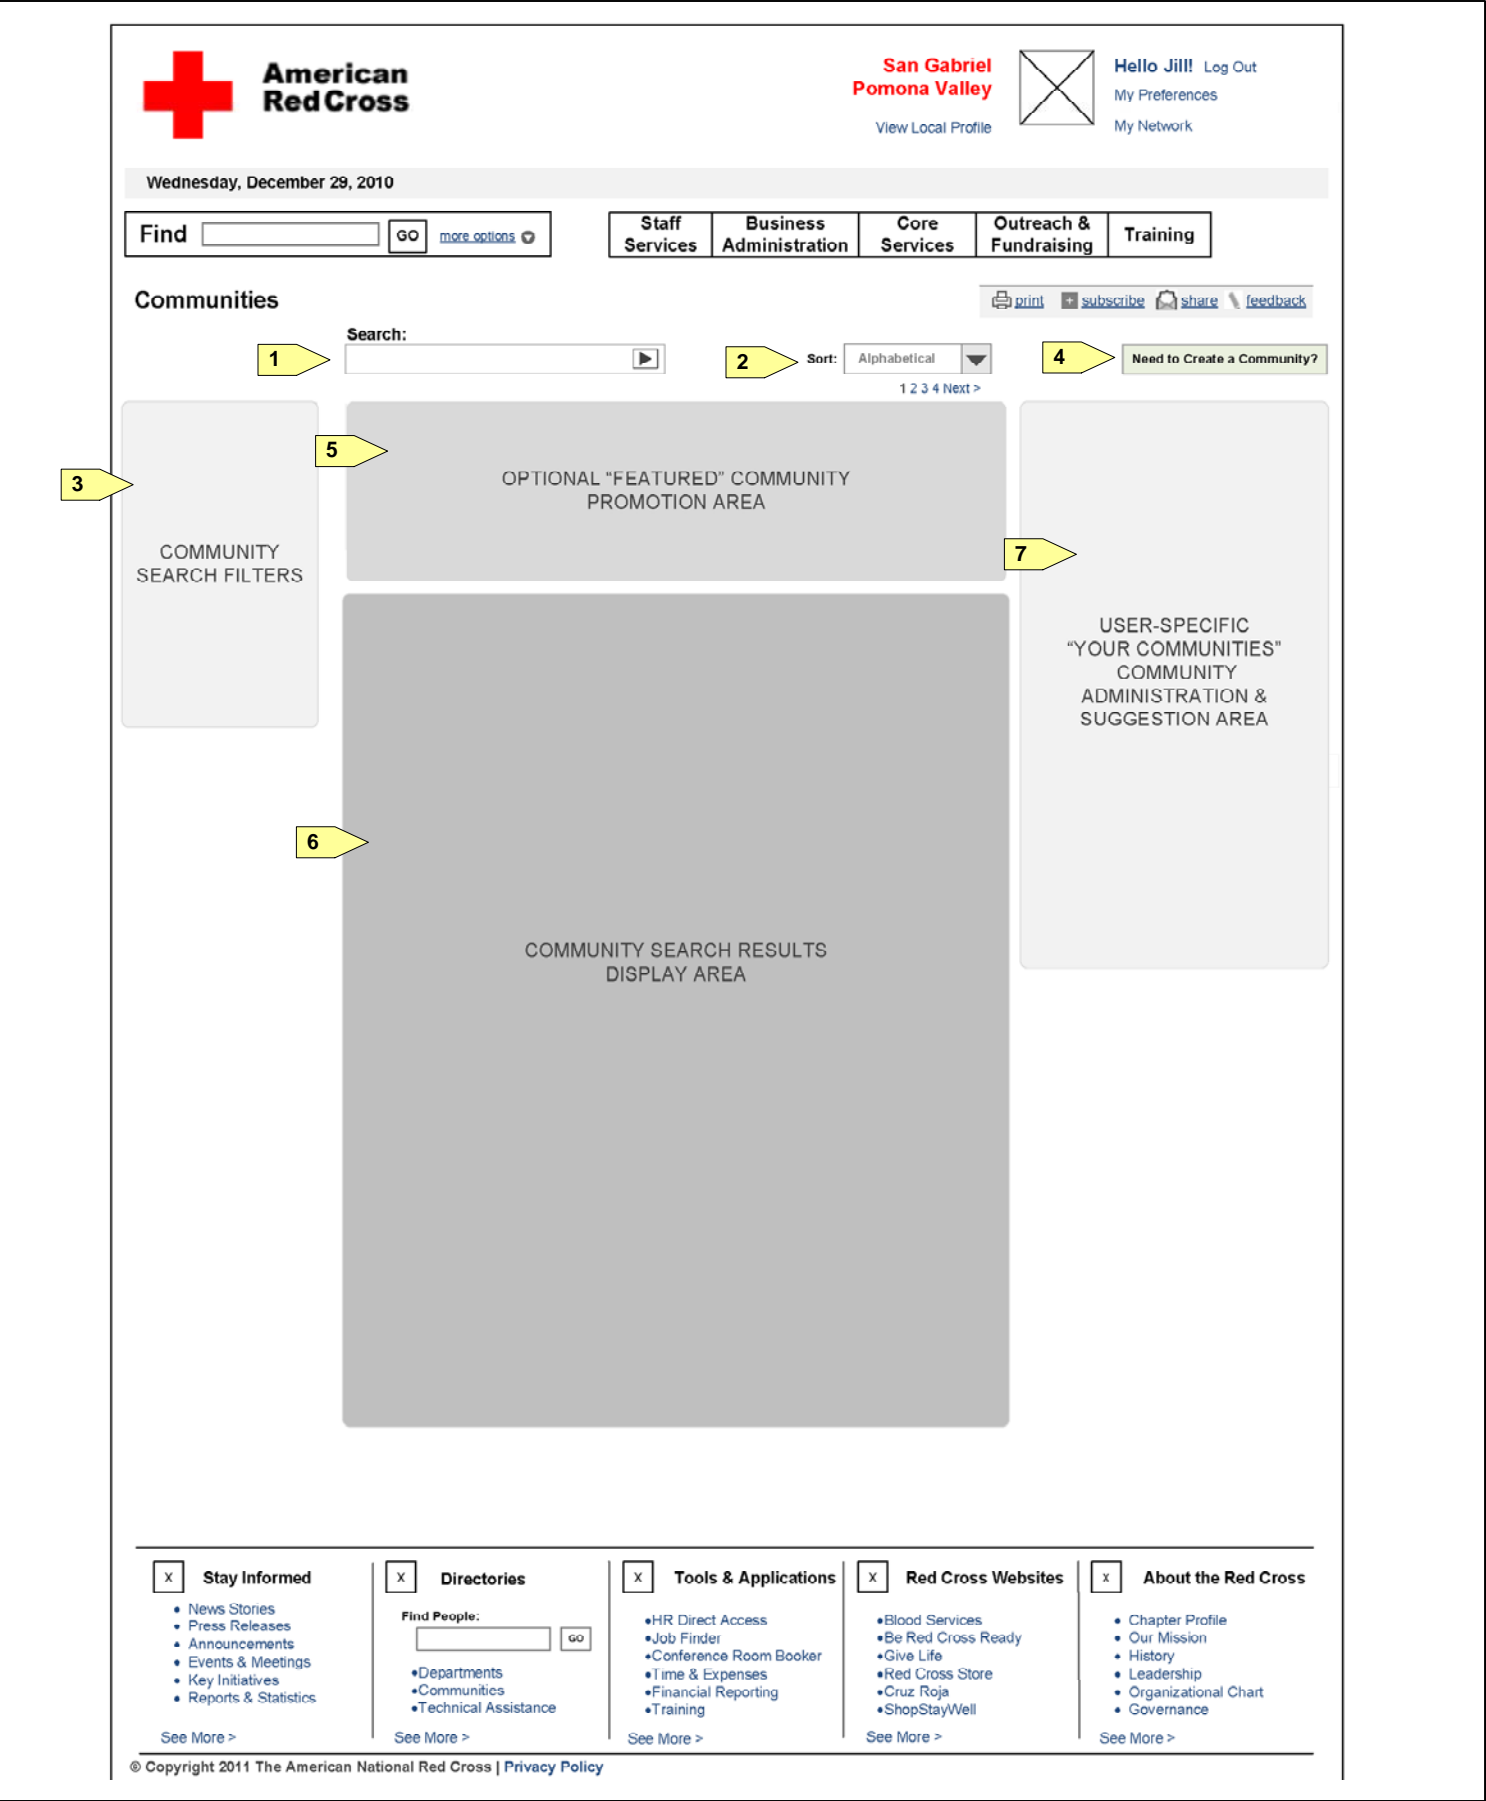 American
Red Cross
San Gabriel
Pomona Valley
View Local Profile
Hello Jill! Log Out
My Preferences
My Network
Wednesday, December 29, 2010
Find GO more options
Staff
Services
Business
Administration
Core
Services
Outreach &
Fundraising
Training
Communities
print subscribe share feedback
Search:
1
2
Sort: Alphabetical
4
Need to Create a Community?
1 2 3 4 Next >
5
OPTIONAL “FEATURED” COMMUNITY
PROMOTION AREA
3
COMMUNITY
SEARCH FILTERS
7
USER-SPECIFIC
“YOUR COMMUNITIES”
COMMUNITY
ADMINISTRATION &
SUGGESTION AREA
6
COMMUNITY SEARCH RESULTS
DISPLAY AREA
X Stay Informed
• News Stories
• Press Releases
• Announcements
• Events & Meetings
• Key Initiatives
• Reports & Statistics
See More >
X Directories
Find People:
GO
•Departments
•Communities
•Technical Assistance
See More >
X Tools & Applications
•HR Direct Access
•Job Finder
•Conference Room Booker
•Time & Expenses
•Financial Reporting
•Training
See More >
X Red Cross Websites
•Blood Services
•Be Red Cross Ready
•Give Life
•Red Cross Store
•Cruz Roja
•ShopStayWell
See More >
X About the Red Cross
• Chapter Profile
• Our Mission
• History
• Leadership
• Organizational Chart
• Governance
See More >
® Copyright 2011 The American National Red Cross | Privacy Policy